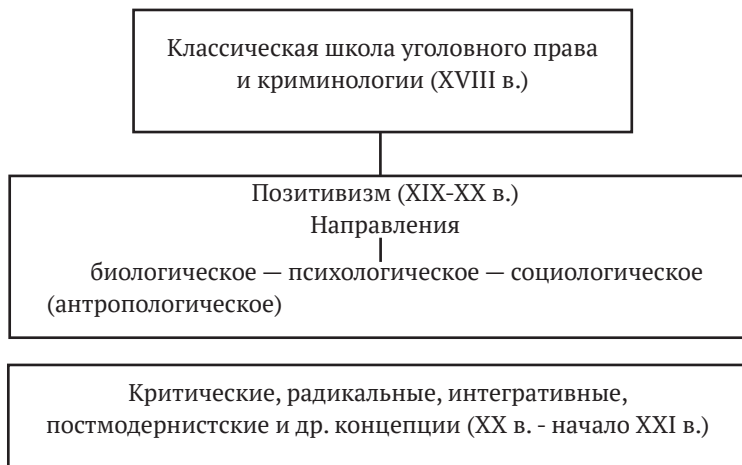 Классическая школа уголовного права
и криминологии (XVIII в.)
Позитивизм (XIX-XX в.)
Направления
биологическое — психологическое — социологическое
(антропологическое)
Критические, радикальные, интегративные,
постмодернистские и др. концепции (XX в. - начало XXI в.)